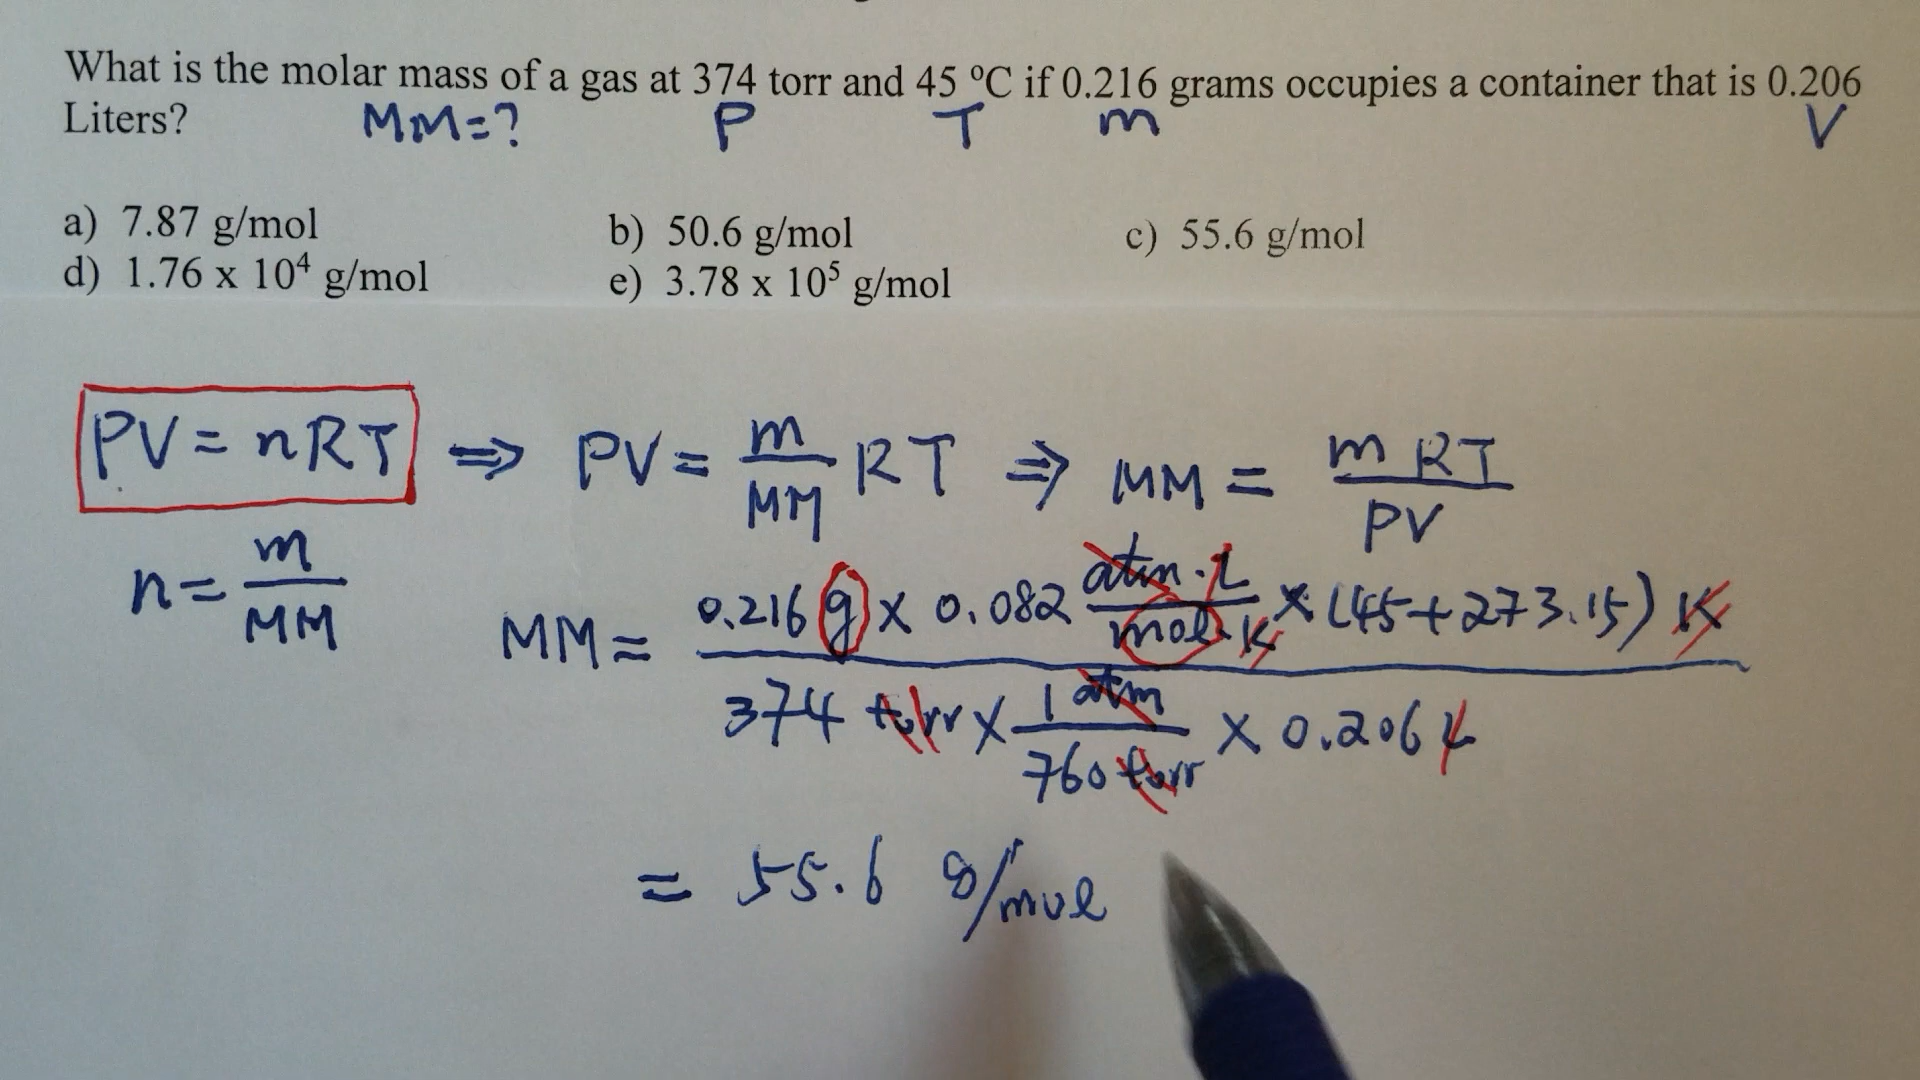 What is the molar mass of a gas at 374 torr and 45 ºC if 0.216 grams occupies a container that is 0.206
Liters? MM=? P T m V
a) 7.87 g/mol b) 50.6 g/mol c) 55.6 g/mol
d) 1.76 x 10⁴ g/mol e) 3.78 x 10⁵ g/mol
PV = nRT ⇒ PV = m/MM RT ⇒ MM = mRT/PV
n = m/MM
MM = 0.216 g x 0.082 atm·L/mol·K x (45+273.15) K
374 torr x 1 atm/760 torr x 0.206 L
= 55.6 g/mol